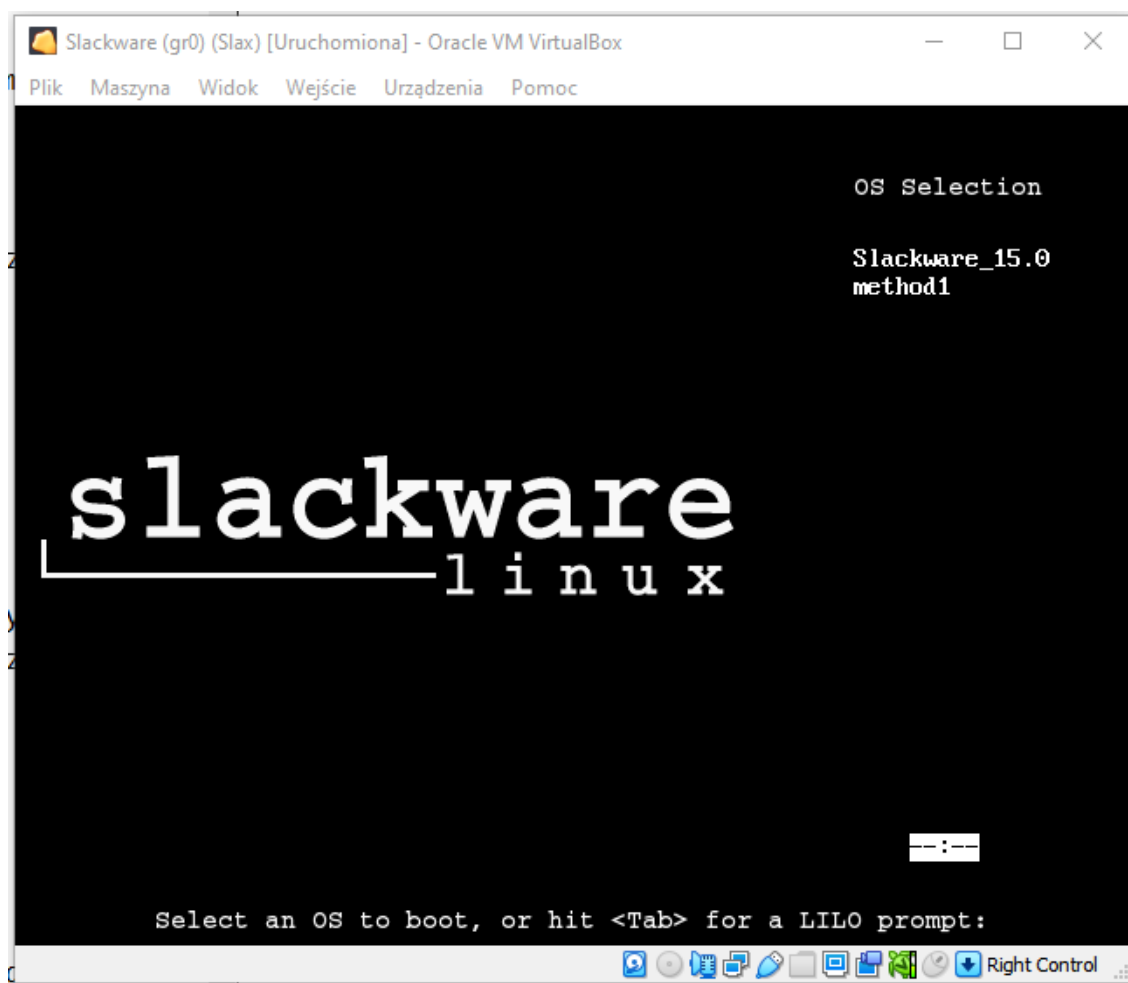 Slackware (gr0) (Slax) [Uruchomiona] - Oracle VM VirtualBox
Plik Maszyna Widok Wejście Urządzenia Pomoc
OS Selection
Slackware_15.0
method1
slackware
linux
--:--
Select an OS to boot, or hit <Tab> for a LILO prompt:
Right Control